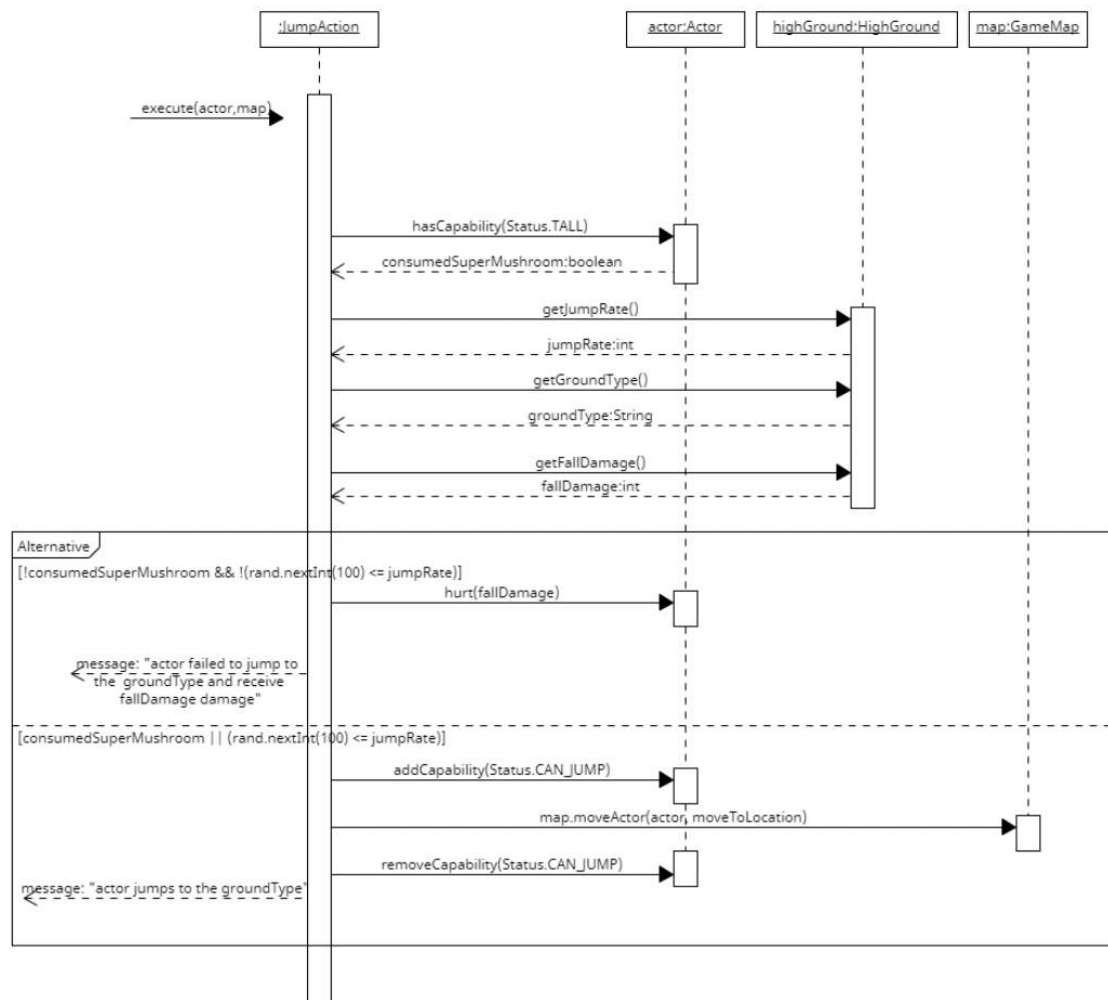 :JumpAction
actor:Actor
highGround:HighGround
map:GameMap
execute(actor,map)
hasCapability(Status.TALL)
consumedSuperMushroom:boolean
getJumpRate()
jumpRate:int
getGroundType()
groundType:String
getFallDamage()
fallDamage:int
Alternative
[!consumedSuperMushroom && !(rand.nextInt(100) <= jumpRate)]
hurt(fallDamage)
message: "actor failed to jump to
the groundType and receive
fallDamage damage"
[consumedSuperMushroom || (rand.nextInt(100) <= jumpRate)]
addCapability(Status.CAN_JUMP)
map.moveActor(actor, moveToLocation)
removeCapability(Status.CAN_JUMP)
message: "actor jumps to the groundType"